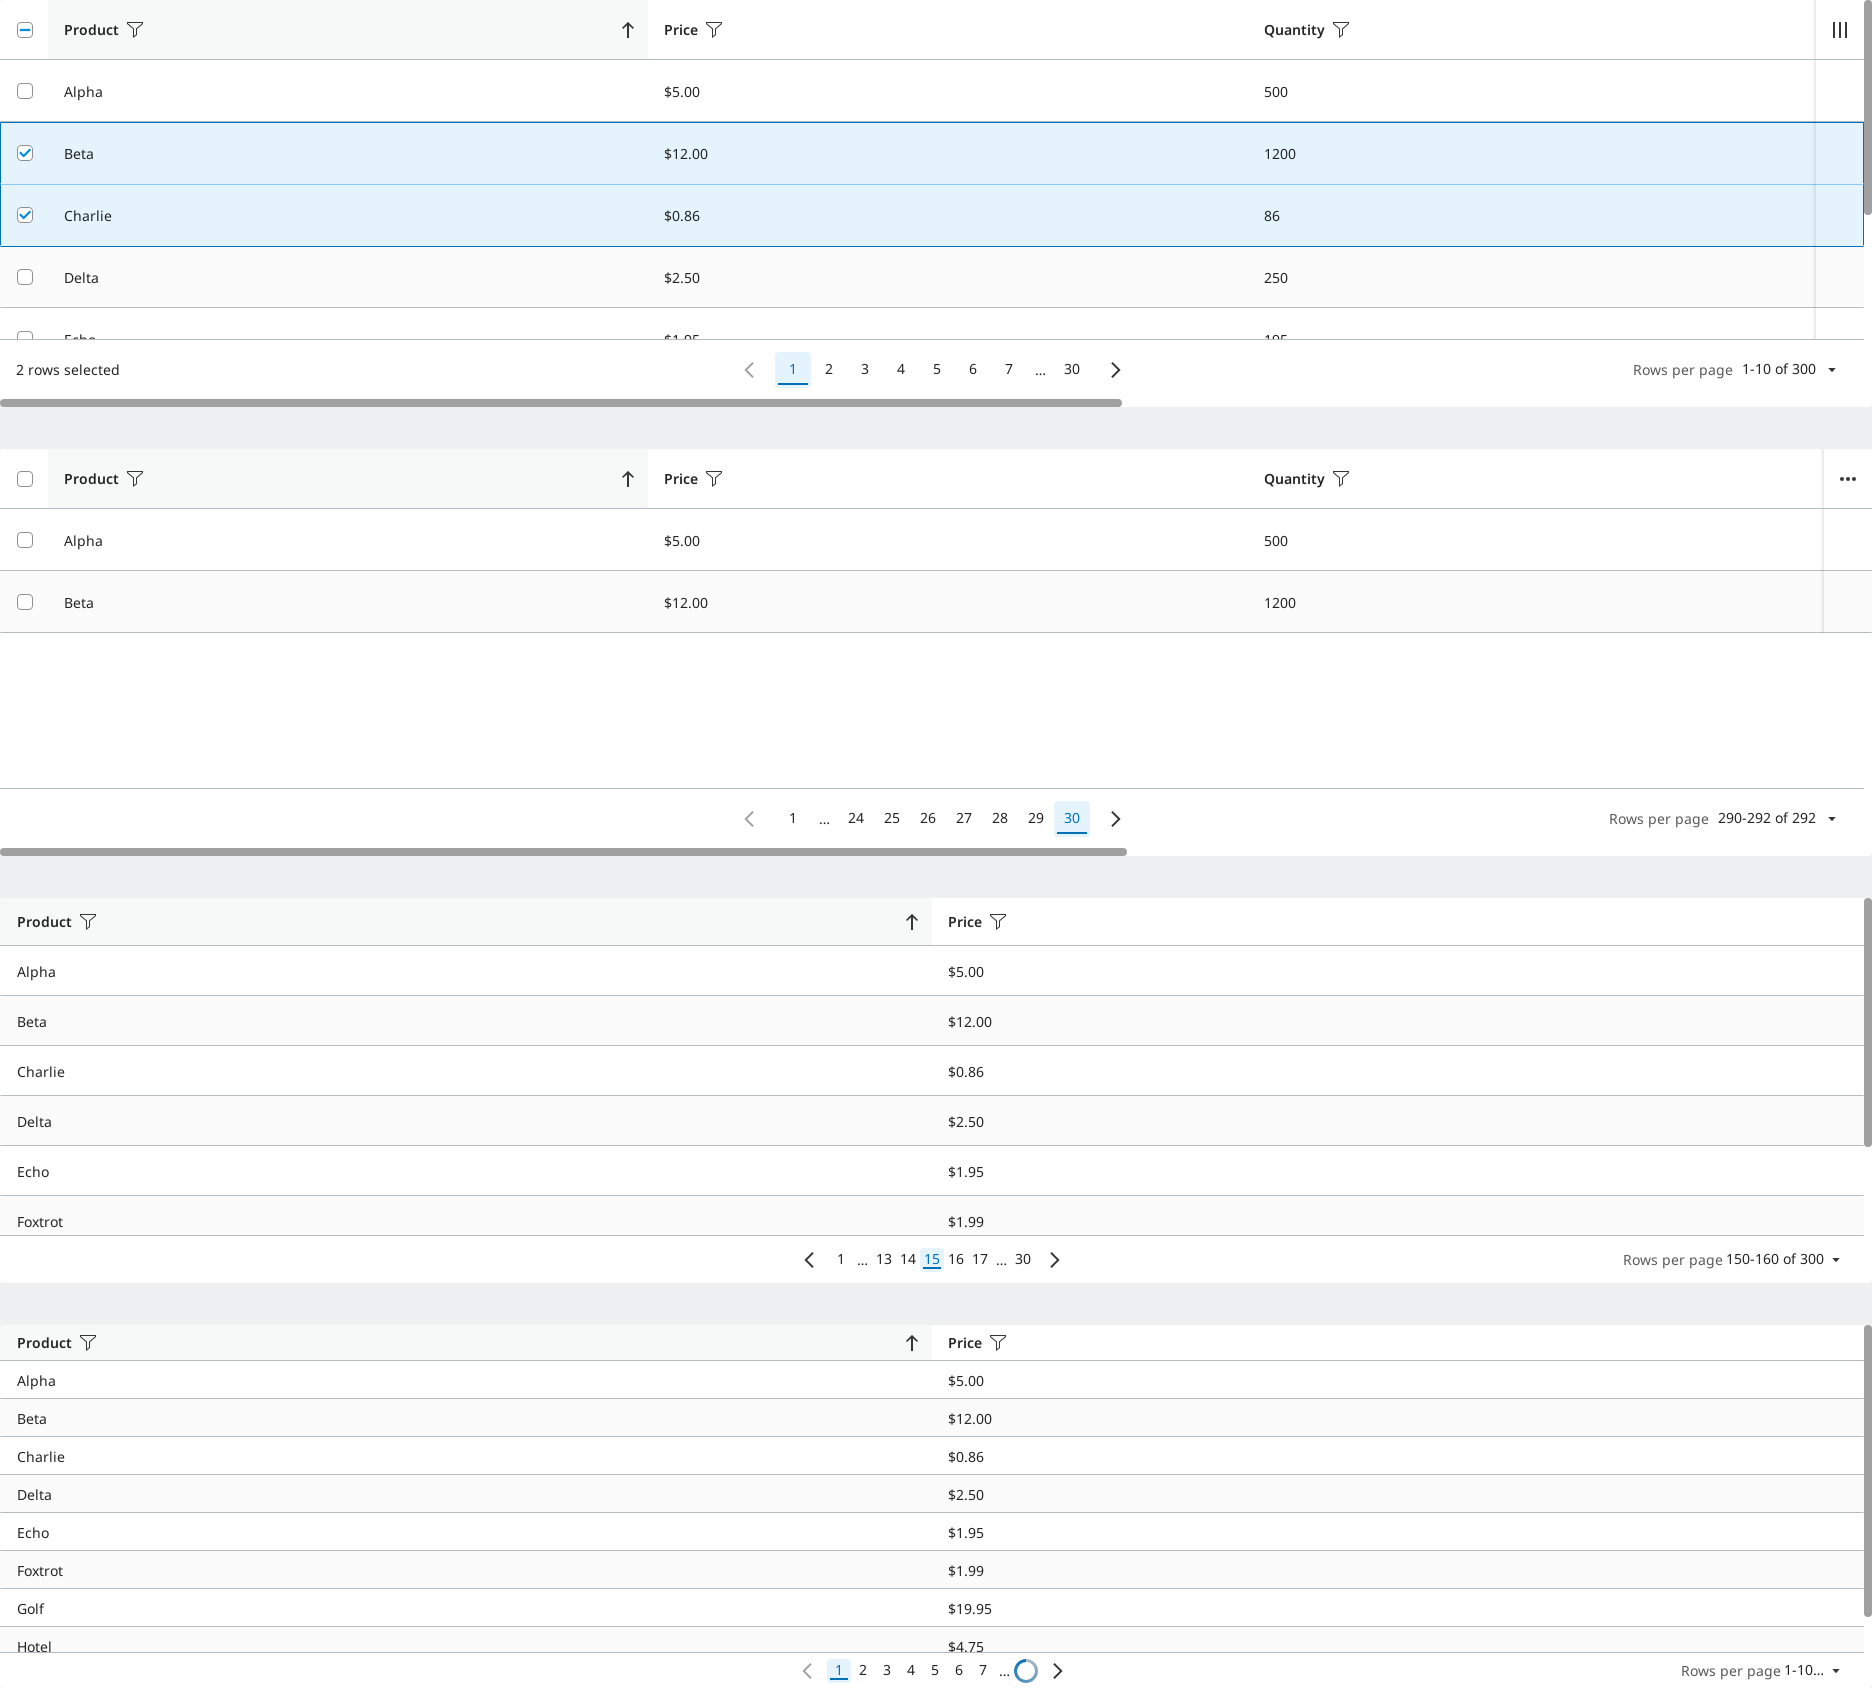 Product Price Quantity
Alpha $5.00 500
Beta $12.00 1200
Charlie $0.86 86
Delta $2.50 250
Echo $1.95 195
2 rows selected 1 2 3 4 5 6 7 ... 30 Rows per page 1-10 of 300
Product Price Quantity
Alpha $5.00 500
Beta $12.00 1200
1 ... 24 25 26 27 28 29 30 Rows per page 290-292 of 292
Product Price
Alpha $5.00
Beta $12.00
Charlie $0.86
Delta $2.50
Echo $1.95
Foxtrot $1.99
1 ... 13 14 15 16 17 ... 30 Rows per page 150-160 of 300
Product Price
Alpha $5.00
Beta $12.00
Charlie $0.86
Delta $2.50
Echo $1.95
Foxtrot $1.99
Golf $19.95
Hotel $4.75
1 2 3 4 5 6 7 ... Rows per page 1-10...